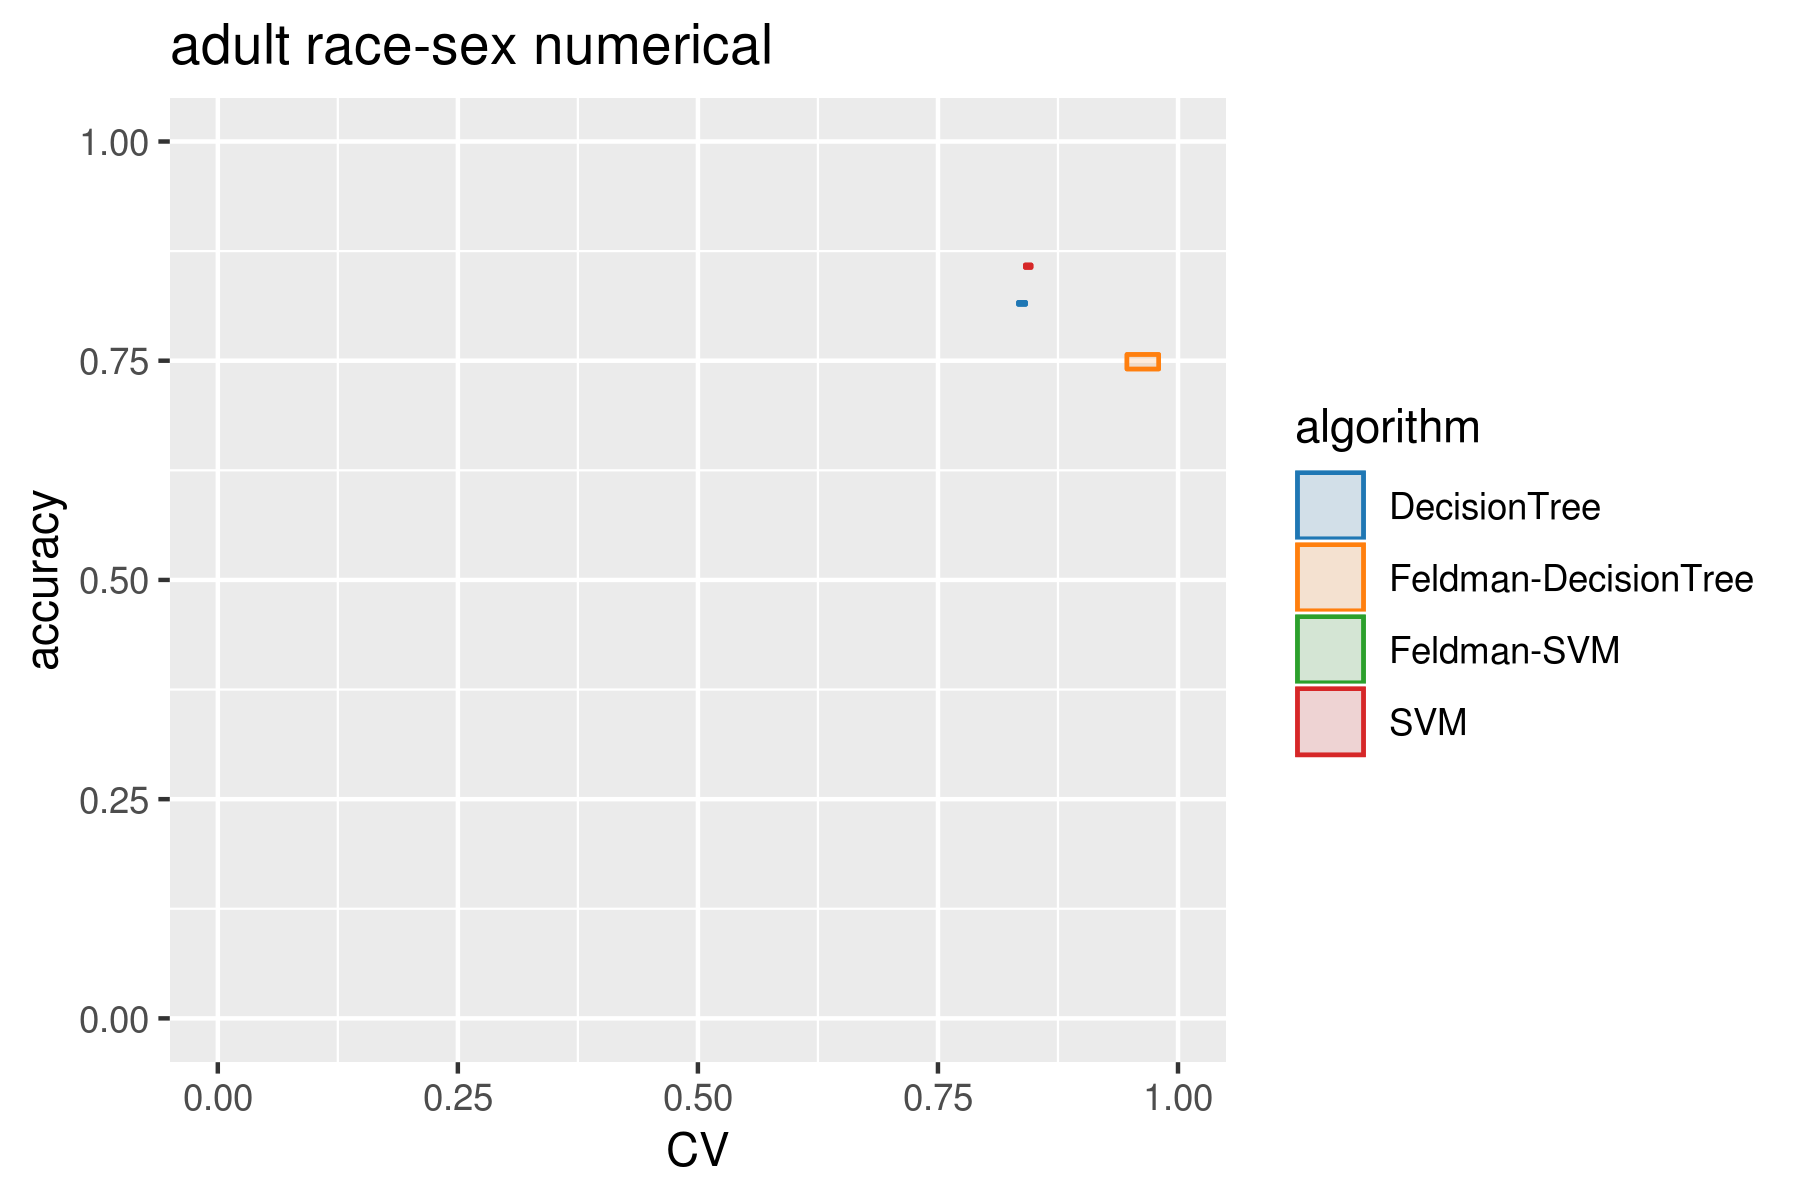 adult race-sex numerical
1.00
0.75
0.50
0.25
0.00
accuracy
0.00 0.25 0.50 0.75 1.00
CV
algorithm
DecisionTree
Feldman-DecisionTree
Feldman-SVM
SVM